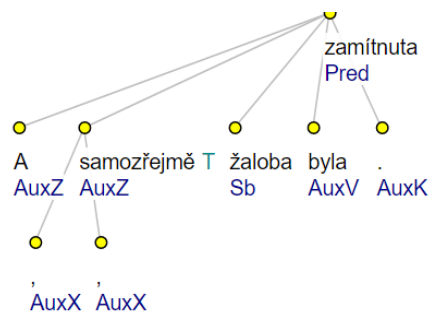 zamítnuta
Pred
A samozřejmě T žaloba byla .
AuxZ AuxZ Sb AuxV AuxK
, ,
AuxX AuxX